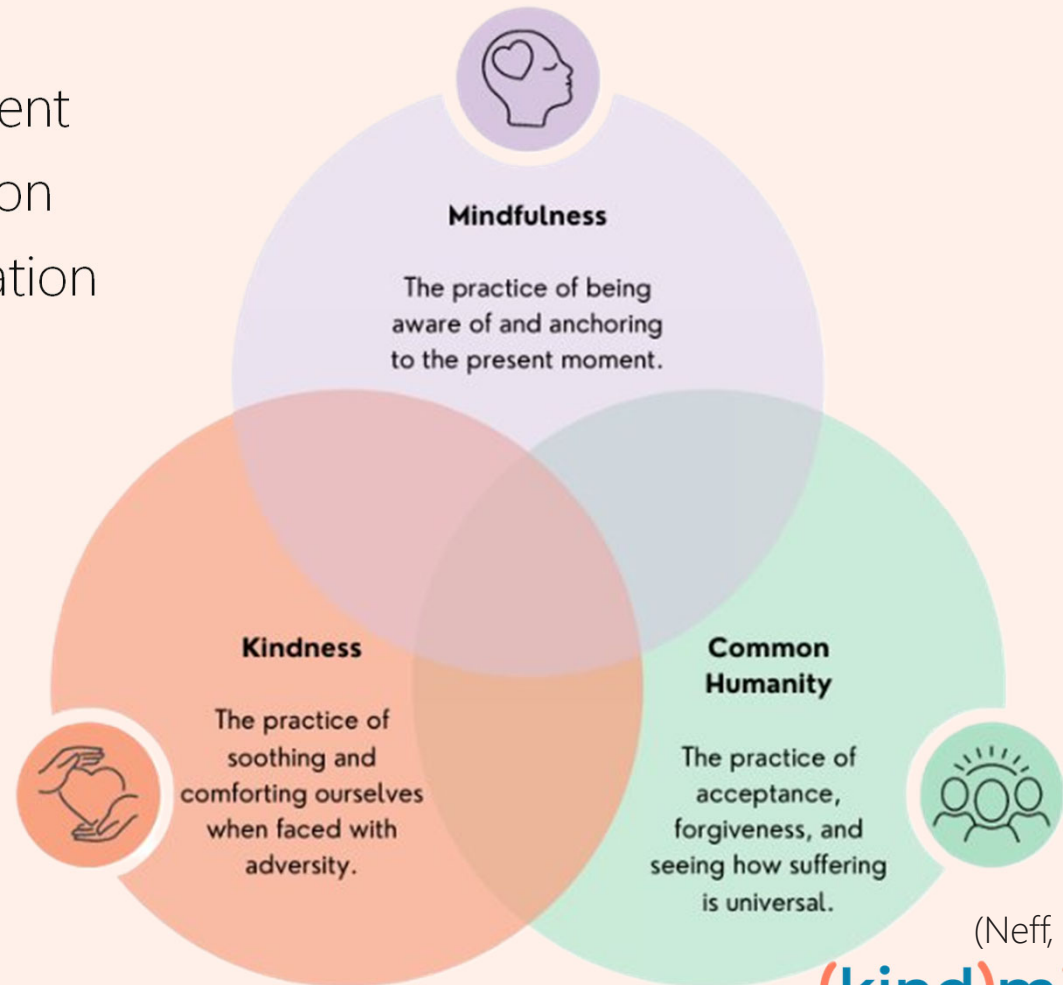 ent
on
ation
Mindfulness
The practice of being
aware of and anchoring
to the present moment.
Kindness
The practice of
soothing and
comforting ourselves
when faced with
adversity.
Common
Humanity
The practice of
acceptance,
forgiveness, and
seeing how suffering
is universal.
(Neff,
(kind)m